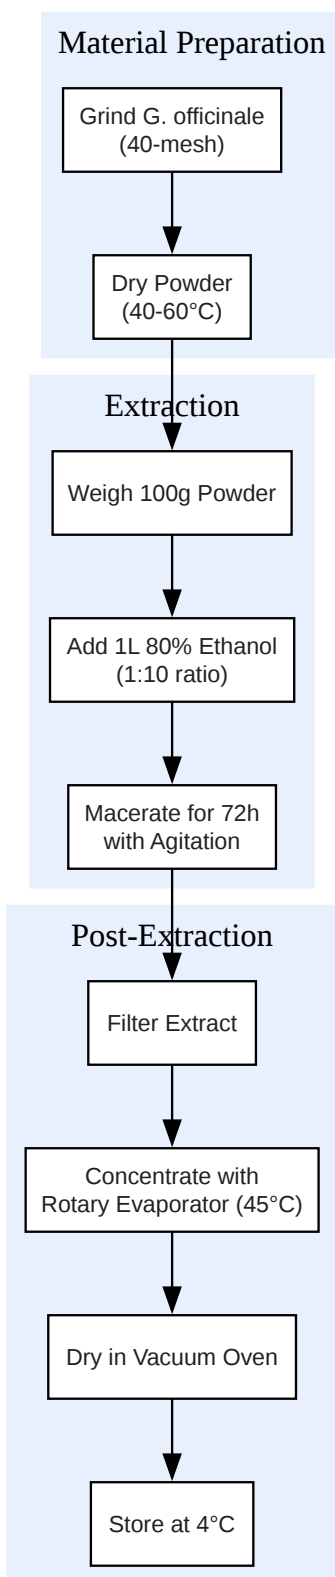 Material Preparation
Grind G. officinale
(40-mesh)
Dry Powder
(40-60°C)
Extraction
Weigh 100g Powder
Add 1L 80% Ethanol
(1:10 ratio)
Macerate for 72h
with Agitation
Post-Extraction
Filter Extract
Concentrate with
Rotary Evaporator (45°C)
Dry in Vacuum Oven
Store at 4°C